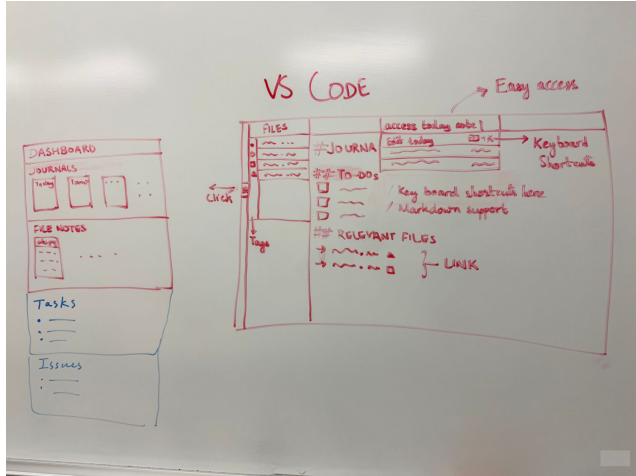 VS CODE
Easy access
DASHBOARD
JOURNALS
Today
File NOTES
Tasks
Issues
FILES
access today note|
Edit today
Keyboard
Shortcuts
Click
Tags
#JOURNA
## TO-DOs
/ Key board shortcuts here
/ Markdown support
## RELEVANT FILES
LINK